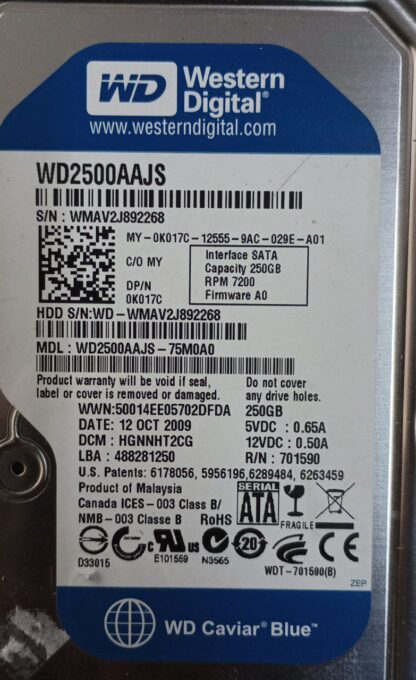 WD Western Digital®
www.westerndigital.com
WD2500AAJS
S/N : WMAV2J892268
MY-0K017C-12555-9AC-029E-A01
C/O MY
Interface SATA
Capacity 250GB
RPM 7200
Firmware A0
DP/N
0K017C
HDD S/N:WD-WMAV2J892268
MDL : WD2500AAJS-75M0A0
Product warranty will be void if seal,
label or cover is removed or damaged.
Do not cover
any drive holes.
WWN:50014EE05702DFDA
250GB
DATE: 12 OCT 2009
5VDC : 0.65A
DCM : HGNNHT2CG
12VDC : 0.50A
LBA : 488281250
R/N : 701590
U.S. Patents: 6178056, 5956196,6289484, 6263459
Product of Malaysia
Canada ICES-003 Class B/
NMB-003 Classe B RoHS
SERIAL
ATA
FRAGILE
D33015
c RU us
E101559
N3565
20
CE
WDT-701590(B)
ZEP
WD Caviar® Blue™